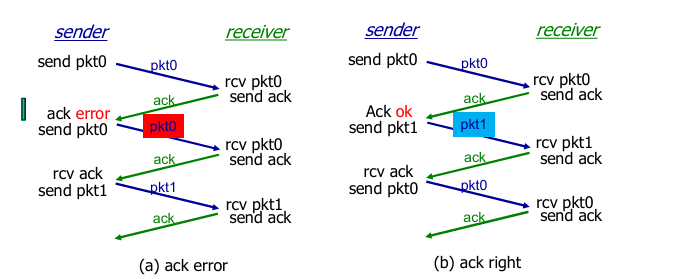 sender
receiver
send pkt0
pkt0
rcv pkt0
send ack
ack
ack error
send pkt0
pkt0
rcv pkt0
send ack
ack
rcv ack
send pkt1
pkt1
rcv pkt1
send ack
ack
(a) ack error
sender
receiver
send pkt0
pkt0
rcv pkt0
send ack
ack
Ack ok
send pkt1
pkt1
rcv pkt1
send ack
ack
rcv ack
send pkt0
pkt0
rcv pkt0
send ack
ack
(b) ack right